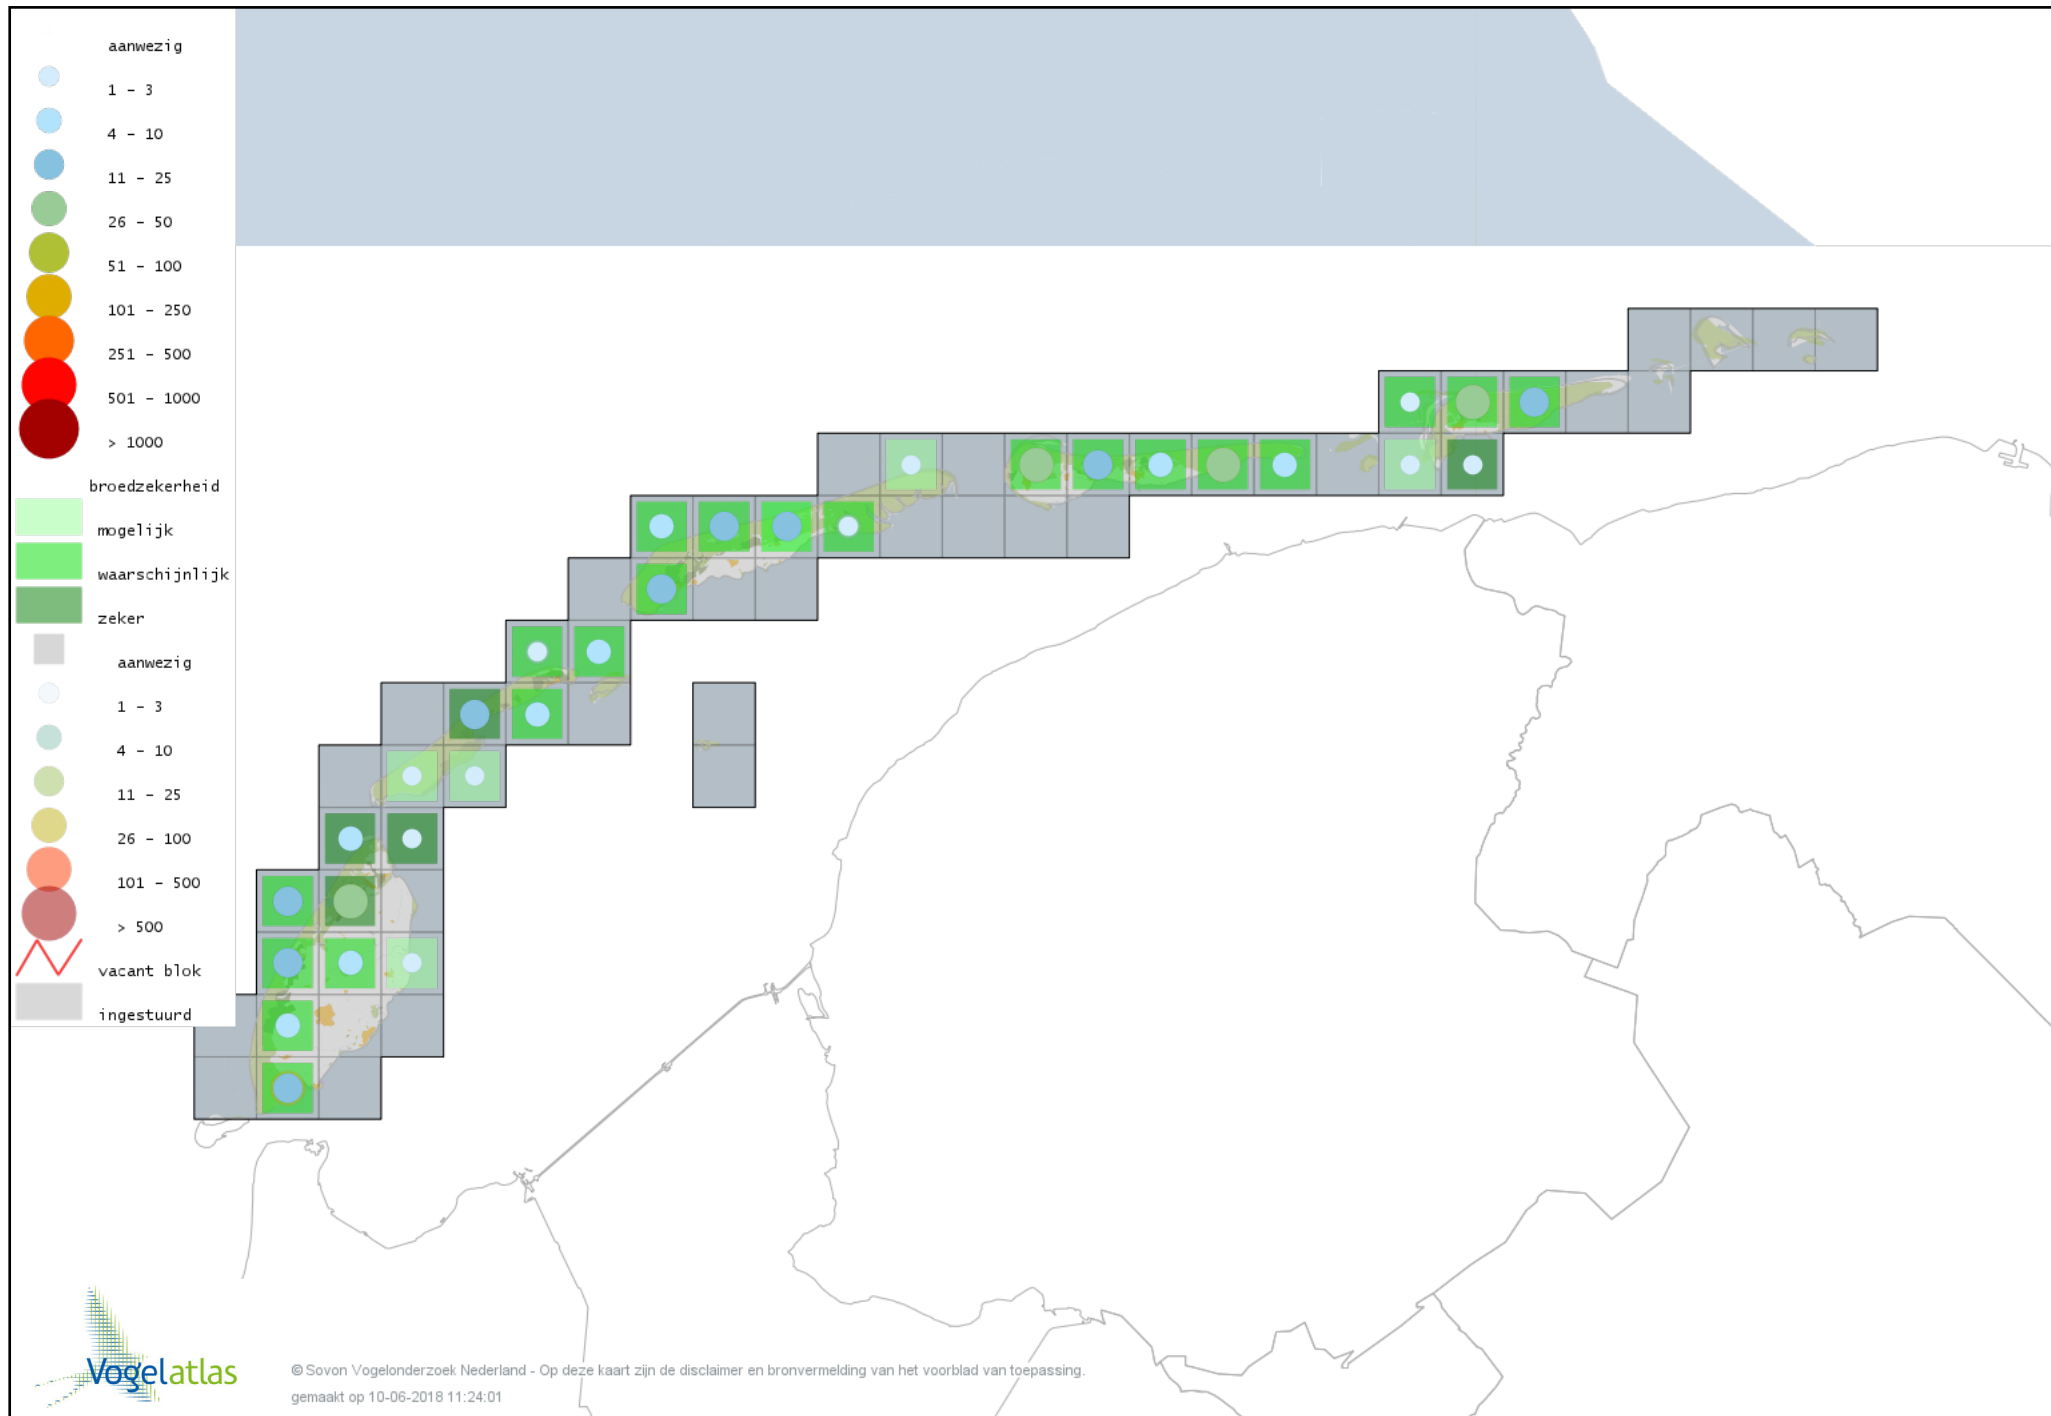 aanwezig
1 - 3
4 - 10
11 - 25
26 - 50
51 - 100
101 - 250
251 - 500
501 - 1000
> 1000
broedzekerheid
mogelijk
waarschijnlijk
zeker
aanwezig
1 - 3
4 - 10
11 - 25
26 - 100
101 - 500
> 500
vacant blok
ingestuurd
Vogelatlas
© Sovon Vogelonderzoek Nederland - Op deze kaart zijn de disclaimer en bronvermelding van het voorblad van toepassing.
gemaakt op 10-06-2018 11:24:01